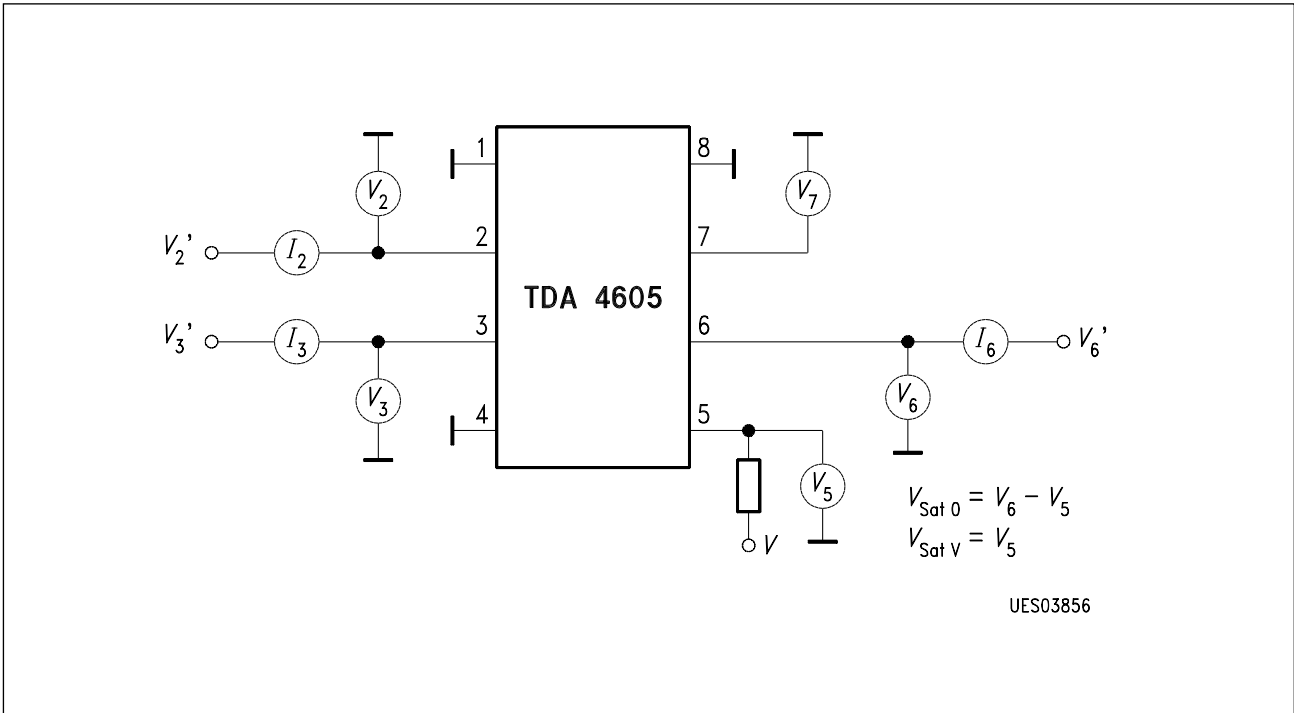 1
8
V2
V7
V2'
I2
2
7
TDA 4605
V3'
I3
3
6
I6
V6'
V3
V6
4
5
V5
V
VSat 0 = V6 – V5
VSat V = V5
UES03856